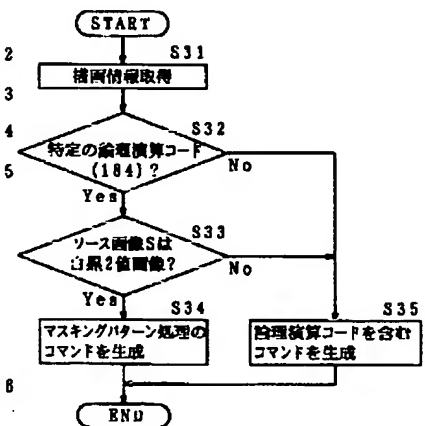 START
2
S31
描画情報取得
3
4
S32
特定の論理演算コード
(184)?
5
No
Yes
S33
ソース画像Sは
白黒2値画像?
No
Yes
S34
S35
マスキングパターン処理の
コマンドを生成
論理演算コードを含む
コマンドを生成
6
END